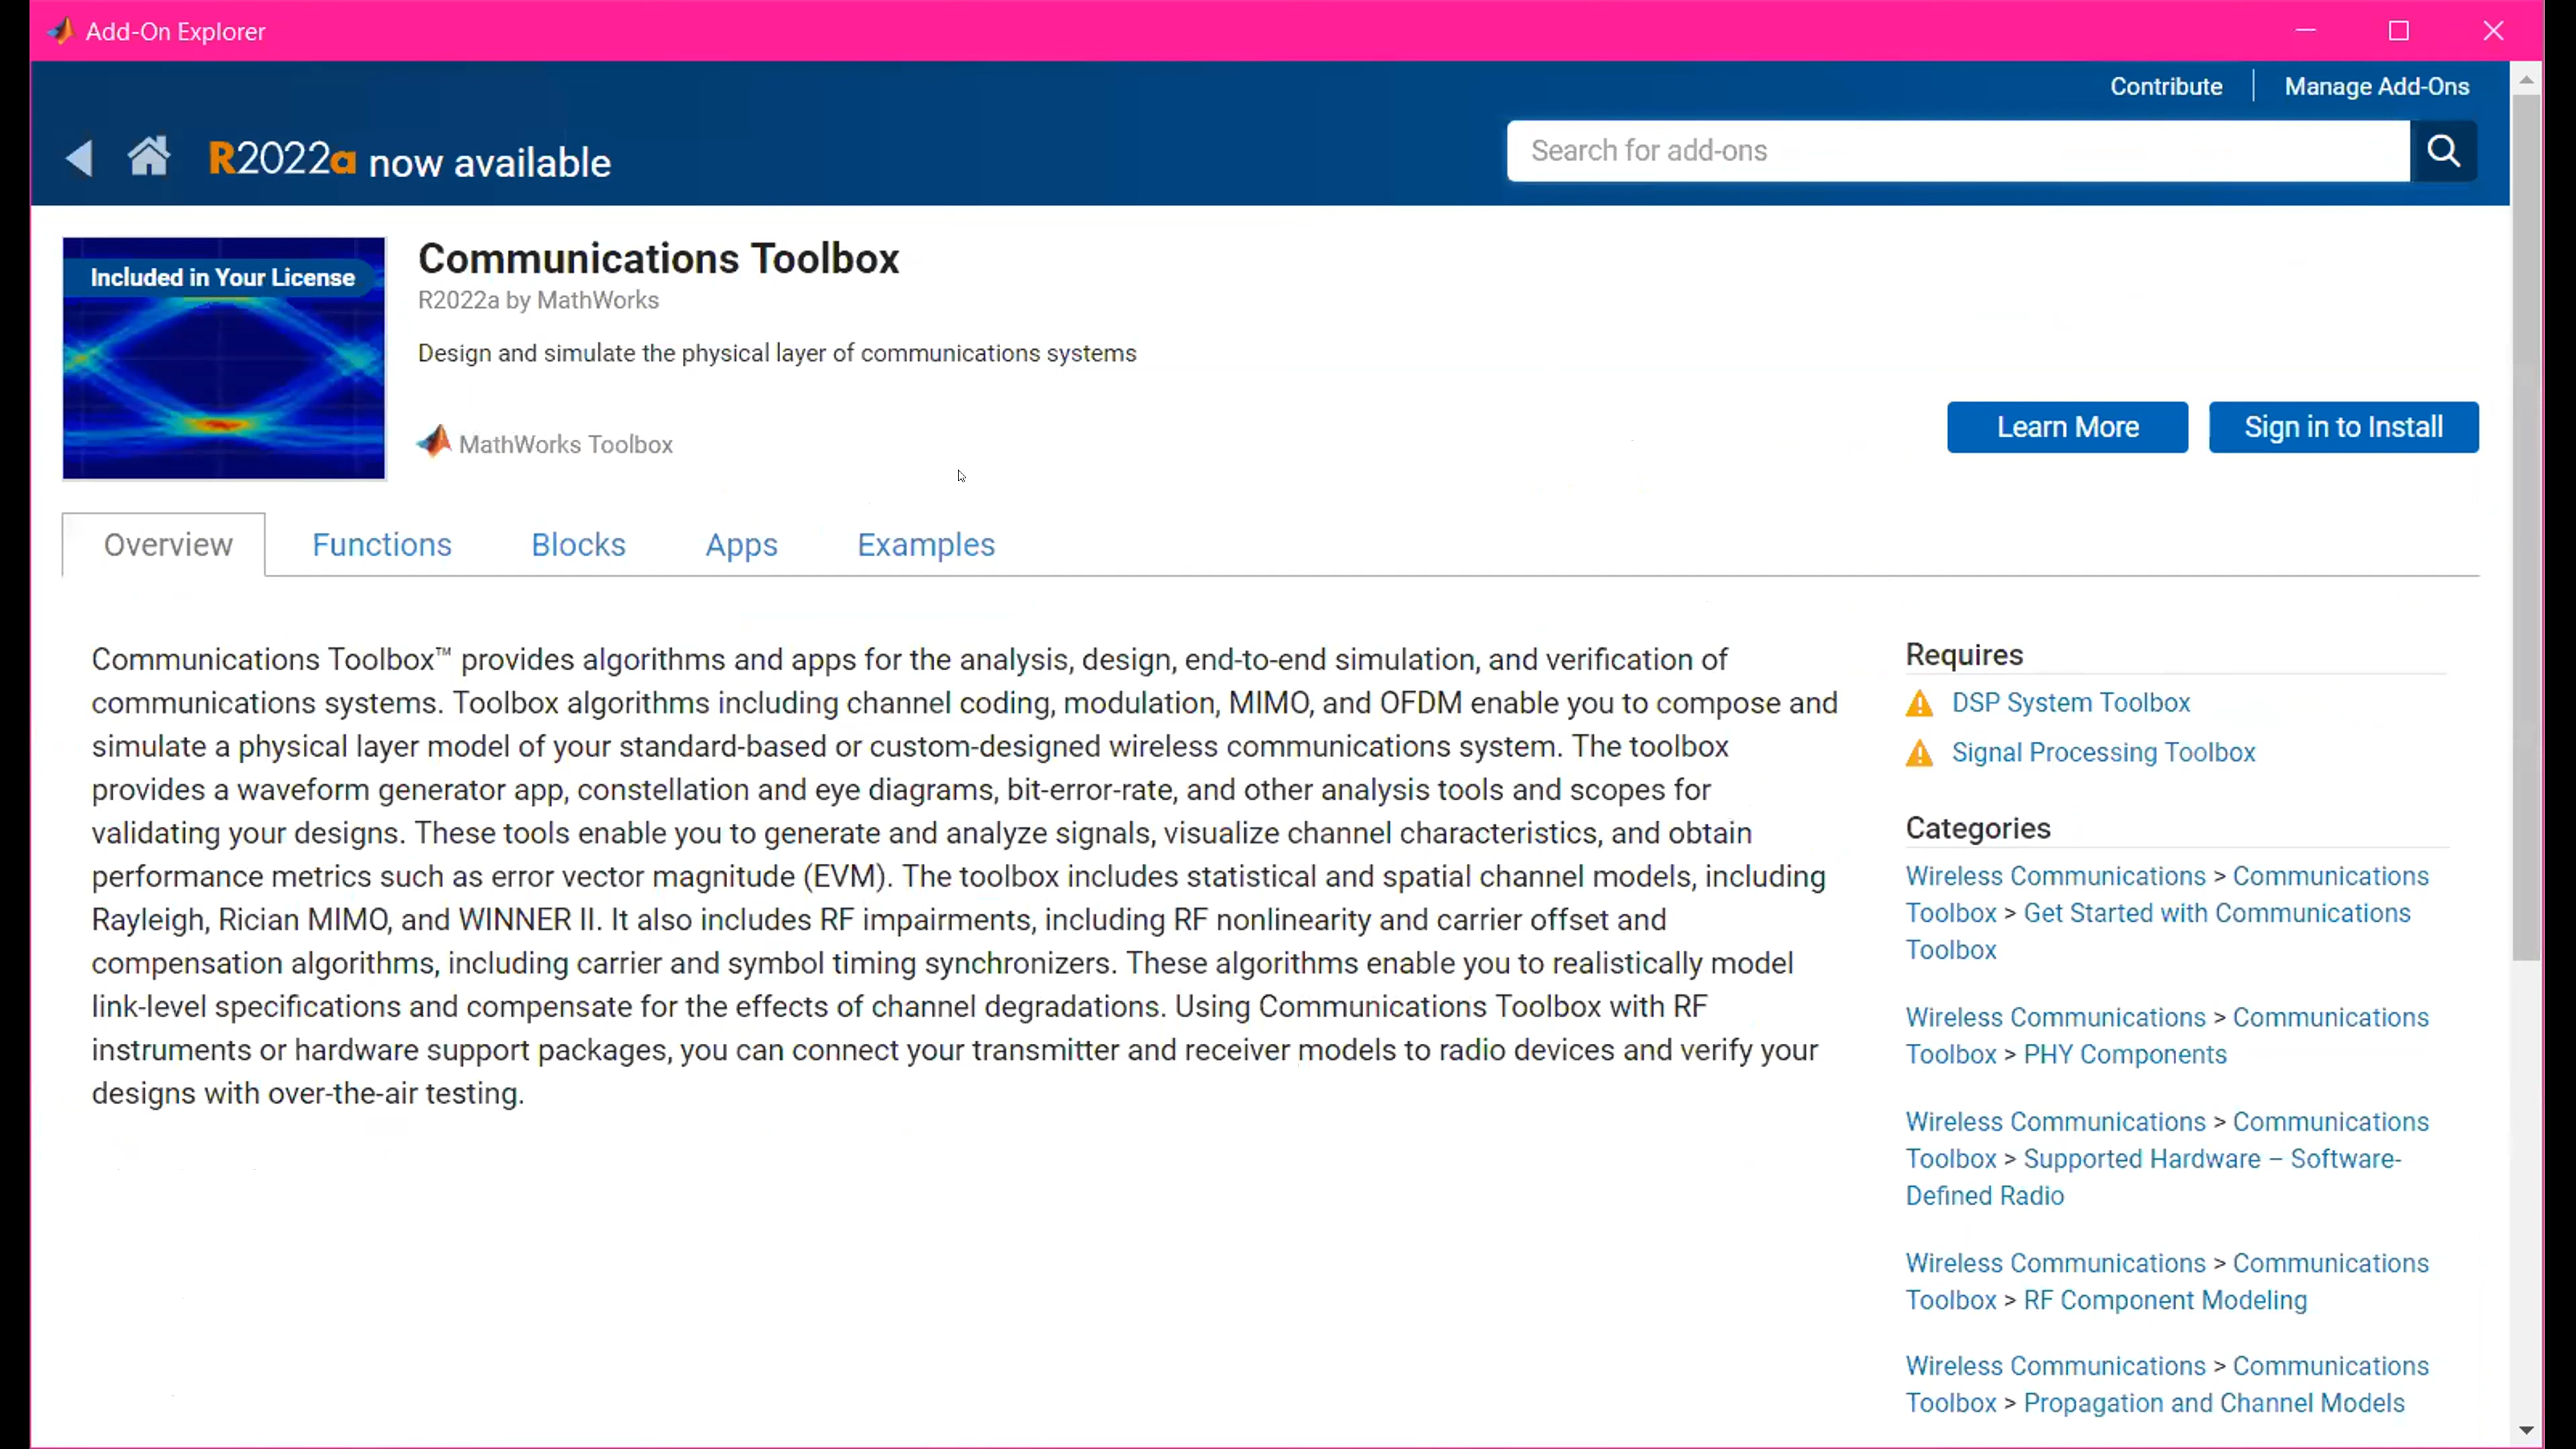 Add-On Explorer
Contribute
Manage Add-Ons
R2022a now available
Search for add-ons
Included in Your License
Communications Toolbox
R2022a by MathWorks
Design and simulate the physical layer of communications systems
MathWorks Toolbox
Learn More
Sign in to Install
Overview
Functions
Blocks
Apps
Examples
Communications Toolbox™ provides algorithms and apps for the analysis, design, end-to-end simulation, and verification of
communications systems. Toolbox algorithms including channel coding, modulation, MIMO, and OFDM enable you to compose and
simulate a physical layer model of your standard-based or custom-designed wireless communications system. The toolbox
provides a waveform generator app, constellation and eye diagrams, bit-error-rate, and other analysis tools and scopes for
validating your designs. These tools enable you to generate and analyze signals, visualize channel characteristics, and obtain
performance metrics such as error vector magnitude (EVM). The toolbox includes statistical and spatial channel models, including
Rayleigh, Rician MIMO, and WINNER II. It also includes RF impairments, including RF nonlinearity and carrier offset and
compensation algorithms, including carrier and symbol timing synchronizers. These algorithms enable you to realistically model
link-level specifications and compensate for the effects of channel degradations. Using Communications Toolbox with RF
instruments or hardware support packages, you can connect your transmitter and receiver models to radio devices and verify your
designs with over-the-air testing.
Requires
DSP System Toolbox
Signal Processing Toolbox
Categories
Wireless Communications > Communications
Toolbox > Get Started with Communications
Toolbox
Wireless Communications > Communications
Toolbox > PHY Components
Wireless Communications > Communications
Toolbox > Supported Hardware – Software-
Defined Radio
Wireless Communications > Communications
Toolbox > RF Component Modeling
Wireless Communications > Communications
Toolbox > Propagation and Channel Models